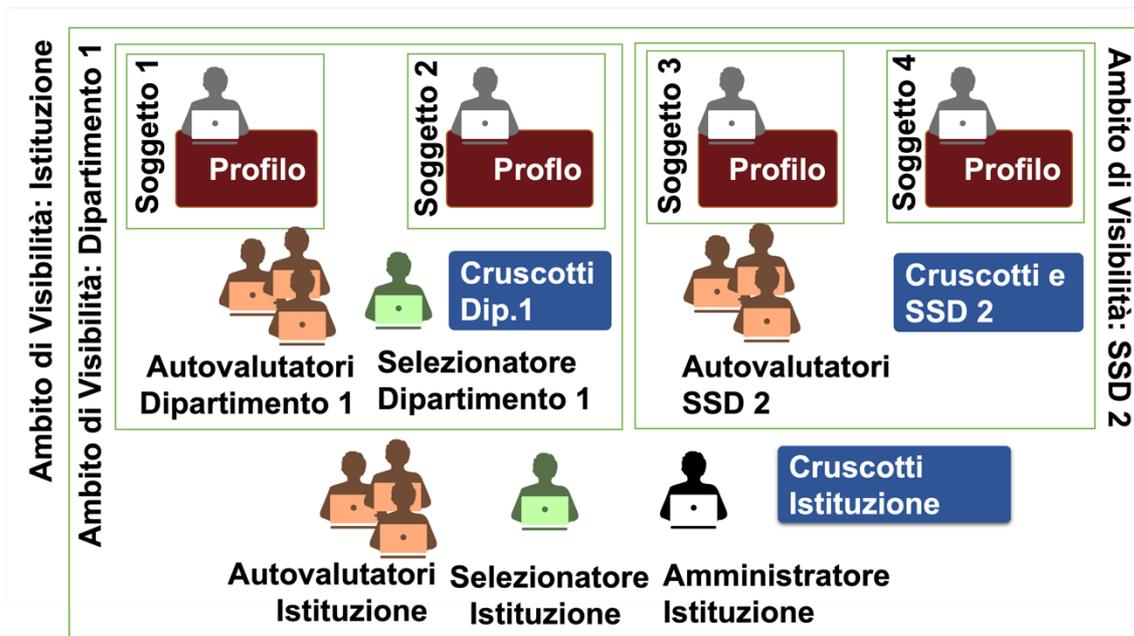 Ambito di Visibilità: Istituzione
Ambito di Visibilità: Dipartimento 1
Soggetto 1
Profilo
Soggetto 2
Proflo
Soggetto 3
Profilo
Soggetto 4
Profilo
Ambito di Visibilità: SSD 2
Autovalutatori
Dipartimento 1
Selezionatore
Dipartimento 1
Cruscotti
Dip.1
Autovalutatori
SSD 2
Cruscotti e
SSD 2
Autovalutatori
Istituzione
Selezionatore
Istituzione
Amministratore
Istituzione
Cruscotti
Istituzione